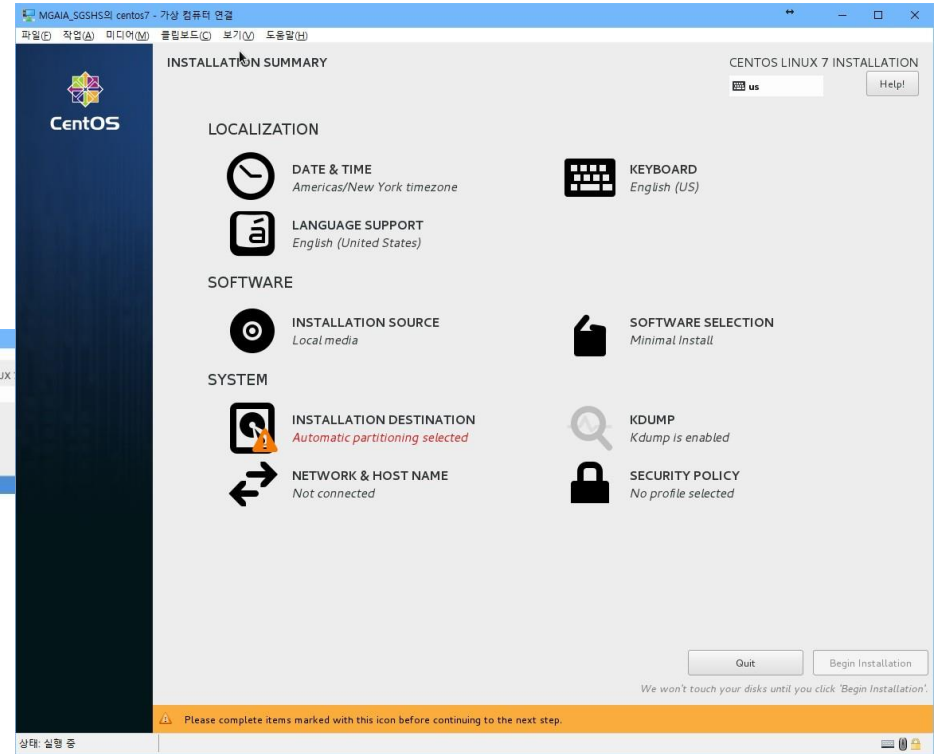 MGAIA_SGSHS의 centos7 - 가상 컴퓨터 연결
파일(F) 작업(A) 미디어(M) 클립보드(C) 보기(V) 도움말(H)
INSTALLATION SUMMARY
CENTOS LINUX 7 INSTALLATION
us
Help!
CentOS
LOCALIZATION
DATE & TIME
Americas/New York timezone
KEYBOARD
English (US)
LANGUAGE SUPPORT
English (United States)
SOFTWARE
INSTALLATION SOURCE
Local media
SOFTWARE SELECTION
Minimal Install
SYSTEM
INSTALLATION DESTINATION
Automatic partitioning selected
KDUMP
Kdump is enabled
NETWORK & HOST NAME
Not connected
SECURITY POLICY
No profile selected
Quit
Begin Installation
We won't touch your disks until you click 'Begin Installation'.
Please complete items marked with this icon before continuing to the next step.
상태: 실행 중